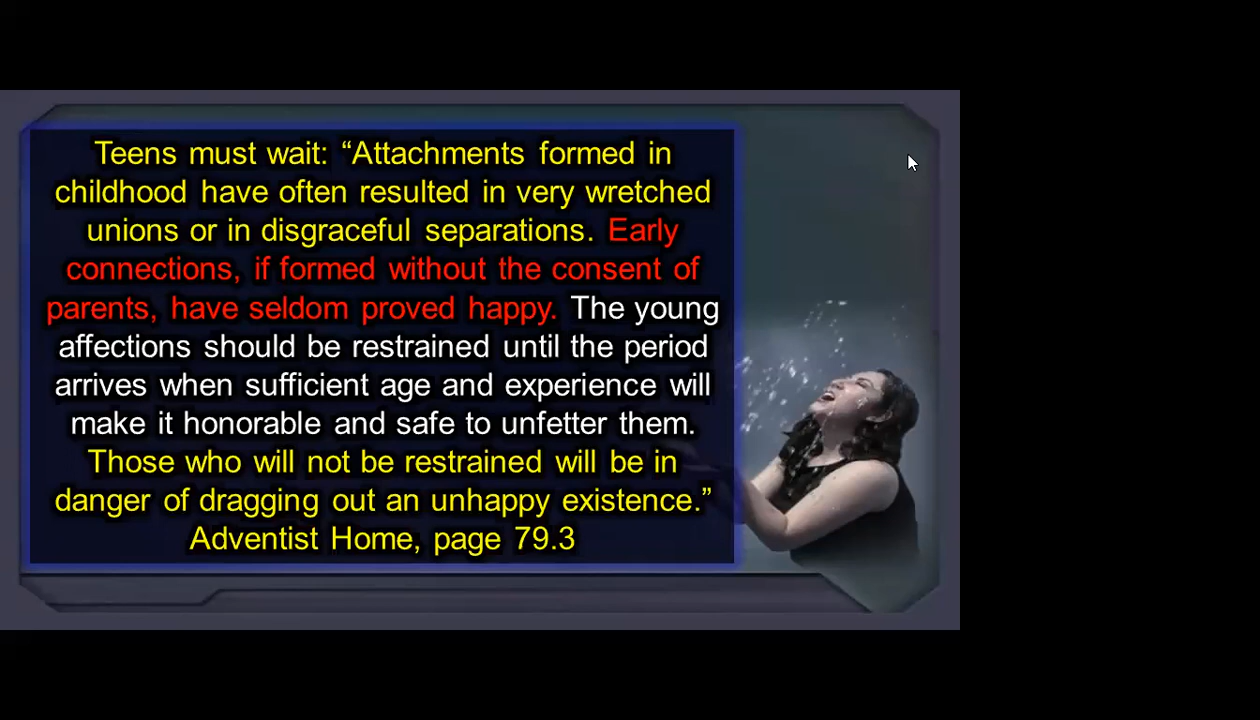 Teens must wait: “Attachments formed in
childhood have often resulted in very wretched
unions or in disgraceful separations. Early
connections, if formed without the consent of
parents, have seldom proved happy. The young
affections should be restrained until the period
arrives when sufficient age and experience will
make it honorable and safe to unfetter them.
Those who will not be restrained will be in
danger of dragging out an unhappy existence.”
Adventist Home, page 79.3